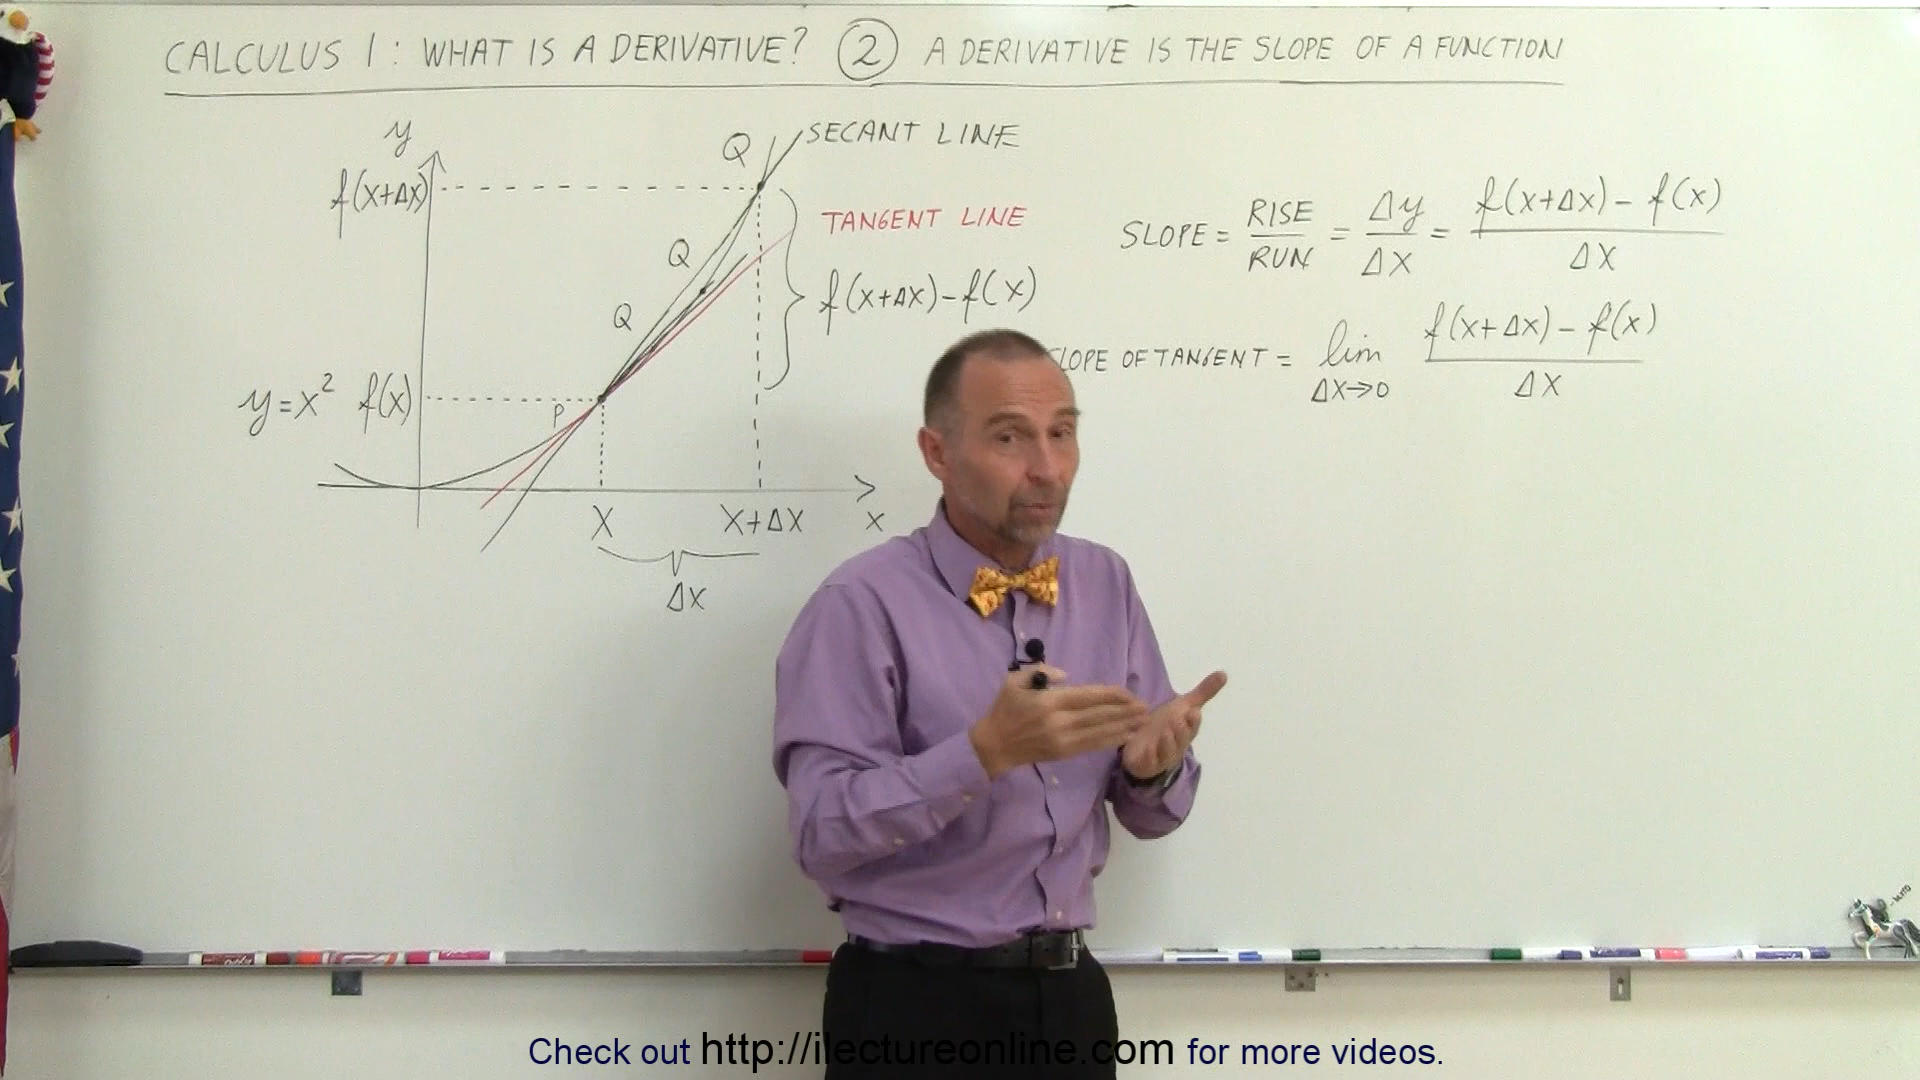 CALCULUS 1: WHAT IS A DERIVATIVE? ② A DERIVATIVE IS THE SLOPE OF A FUNCTION
y
Q
SECANT LINE
f(x+Δx)
TANGENT LINE
SLOPE = RISE/RUN = Δy/Δx = f(x+Δx) - f(x)/Δx
Q
f(x+Δx)-f(x)
Q
LOPE OF TANGENT = lim Δx→0 f(x+Δx) - f(x)/Δx
y=x² f(x)
P
X
X+Δx
x
Δx
Check out http://ilectureonline.com for more videos.